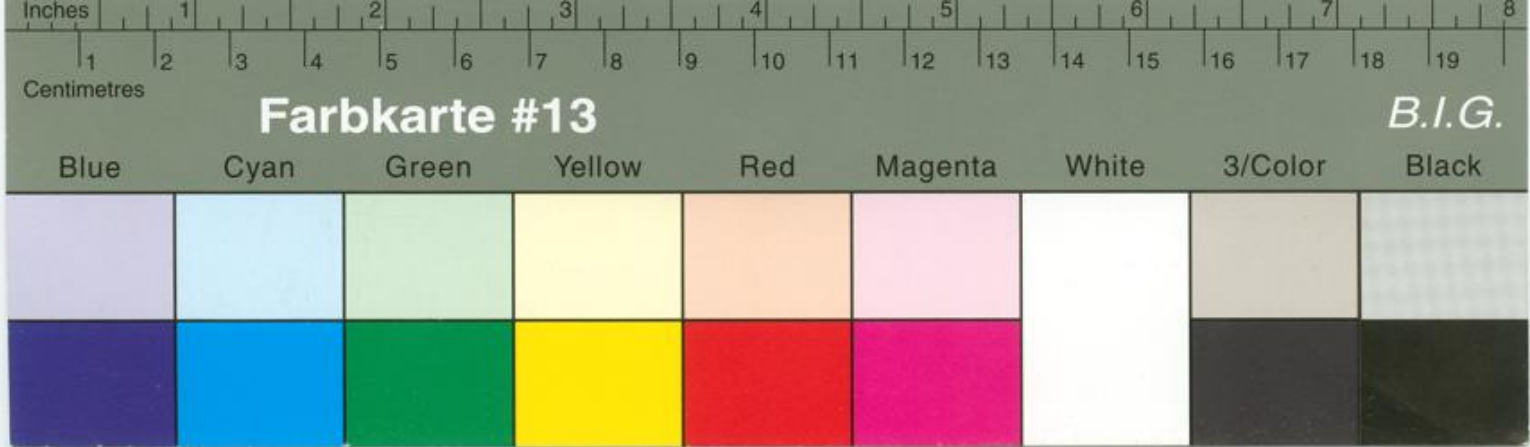 Inches 1 2 3 4 5 6 7 8
1 2 3 4 5 6 7 8 9 10 11 12 13 14 15 16 17 18 19
Centimetres
Farbkarte #13 B.I.G.
Blue Cyan Green Yellow Red Magenta White 3/Color Black